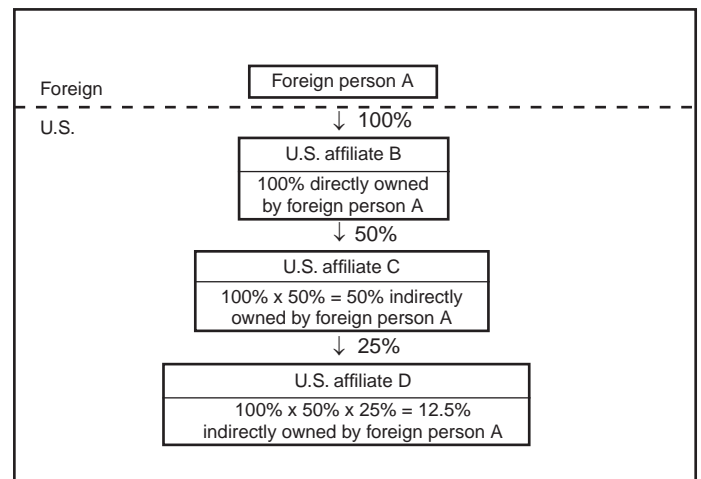 Foreign person A
Foreign
U.S.
↓ 100%
U.S. affiliate B
100% directly owned
by foreign person A
↓ 50%
U.S. affiliate C
100% x 50% = 50% indirectly
owned by foreign person A
↓ 25%
U.S. affiliate D
100% x 50% x 25% = 12.5%
indirectly owned by foreign person A